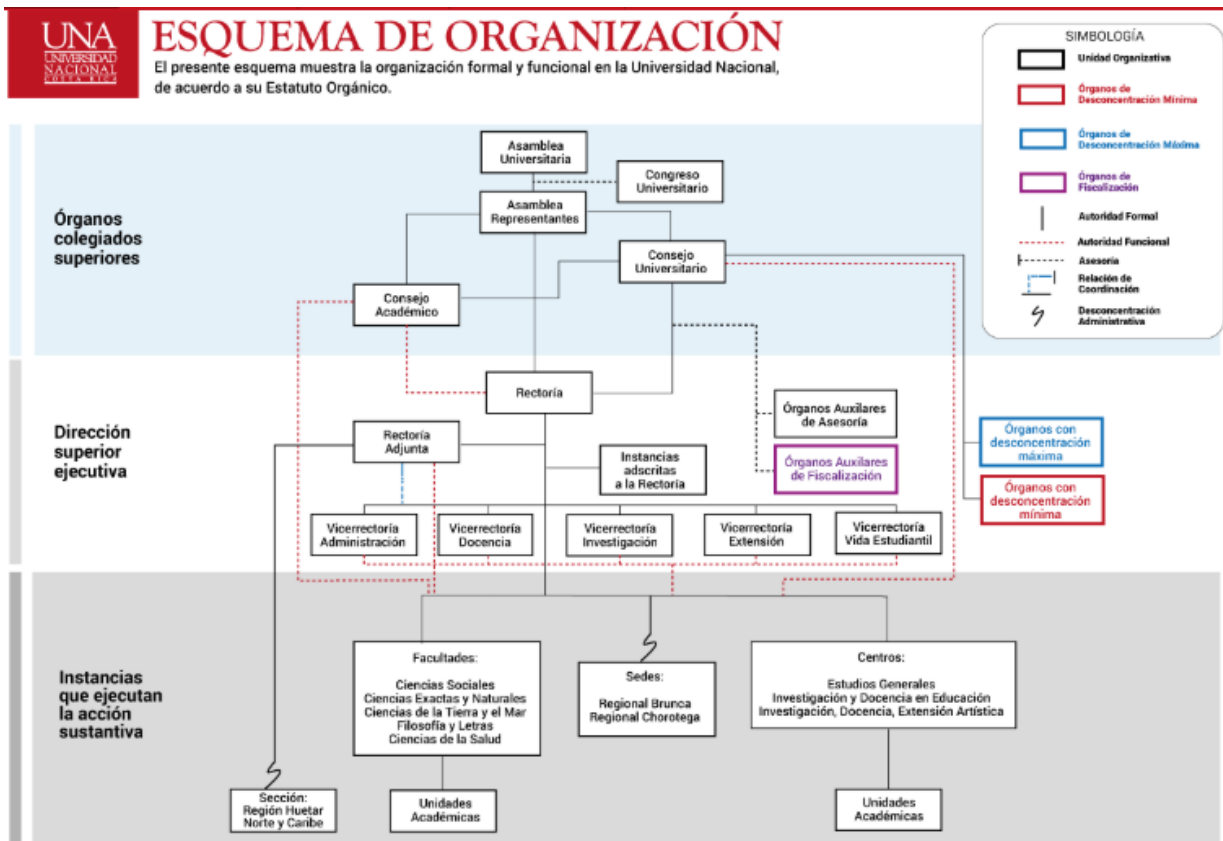 UNA
UNIVERSIDAD
NACIONAL
COSTA RICA
ESQUEMA DE ORGANIZACIÓN
El presente esquema muestra la organización formal y funcional en la Universidad Nacional,
de acuerdo a su Estatuto Orgánico.
SIMBOLOGÍA
Unidad Organizativa
Órganos de
Desconcentración Mínima
Órganos de
Desconcentración Máxima
Órganos de
Fiscalización
Autoridad Formal
Autoridad Funcional
Asesoría
Relación de
Coordinación
Desconcentración
Administrativa
Órganos
colegiados
superiores
Asamblea
Universitaria
Congreso
Universitario
Asamblea
Representantes
Consejo
Universitario
Consejo
Académico
Dirección
superior
ejecutiva
Rectoría
Órganos Auxilares
de Asesoría
Rectoría
Adjunta
Instancias
adscritas
a la Rectoría
Órganos Auxilares
de Fiscalización
Órganos con
desconcentración
máxima
Órganos con
desconcentración
mínima
Vicerrectoría
Administración
Vicerrectoría
Docencia
Vicerrectoría
Investigación
Vicerrectoría
Extensión
Vicerrectoría
Vida Estudiantil
Instancias
que ejecutan
la acción
sustantiva
Facultades:
Ciencias Sociales
Ciencias Exactas y Naturales
Ciencias de la Tierra y el Mar
Filosofía y Letras
Ciencias de la Salud
Sedes:
Regional Brunca
Regional Chorotega
Centros:
Estudios Generales
Investigación y Docencia en Educación
Investigación, Docencia, Extensión Artística
Sección:
Región Huetar
Norte y Caribe
Unidades
Académicas
Unidades
Académicas